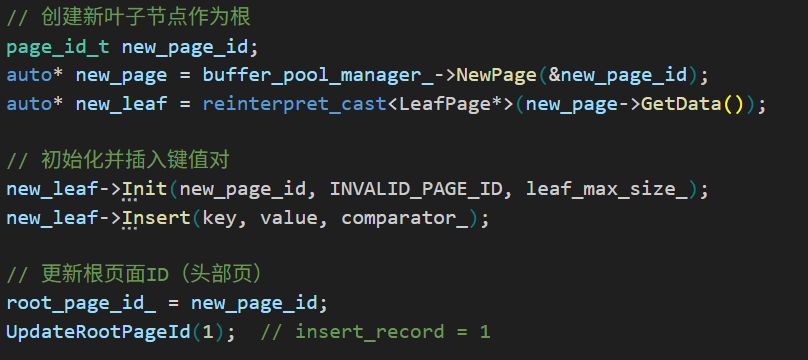 // 创建新叶子节点作为根
page_id_t new_page_id;
auto* new_page = buffer_pool_manager_->NewPage(&new_page_id);
auto* new_leaf = reinterpret_cast<LeafPage*>(new_page->GetData());
// 初始化并插入键值对
new_leaf->Init(new_page_id, INVALID_PAGE_ID, leaf_max_size_);
new_leaf->Insert(key, value, comparator_);
// 更新根页面ID（头部页）
root_page_id_ = new_page_id;
UpdateRootPageId(1);  // insert_record = 1